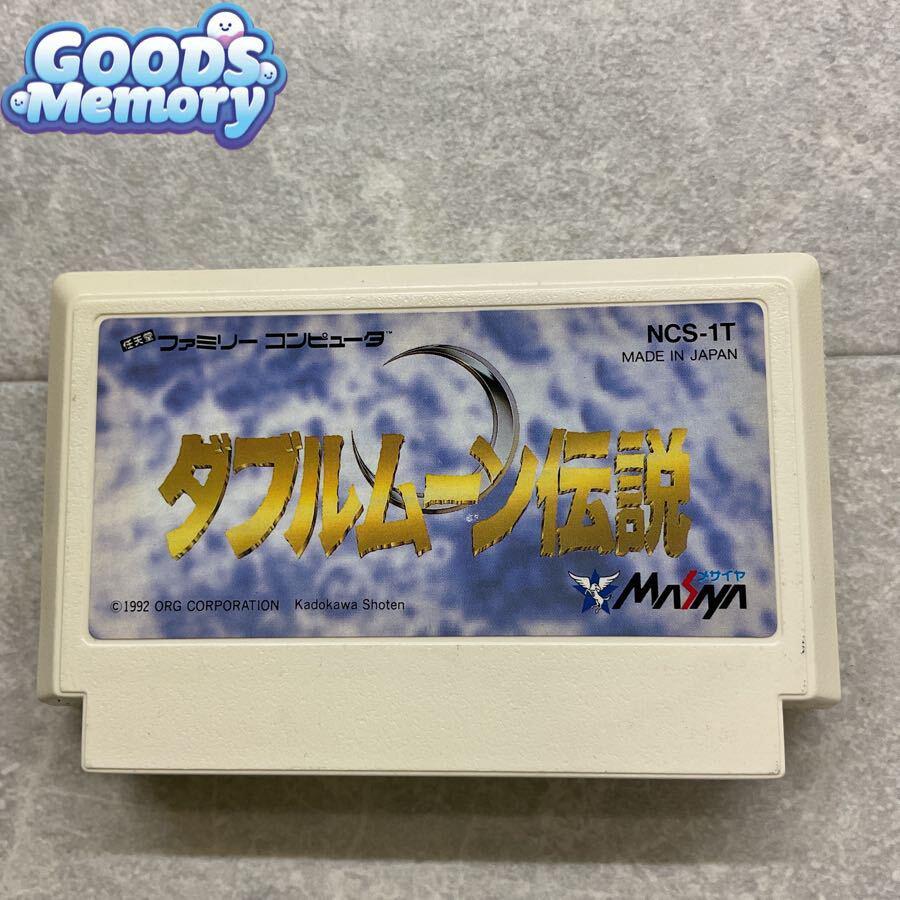 GOODS
Memory
任天堂 ファミリー コンピュータ™
NCS-1T
MADE IN JAPAN
ダブルムーン伝説
メサイヤ
MASAYA
©1992 ORG CORPORATION Kadokawa Shoten